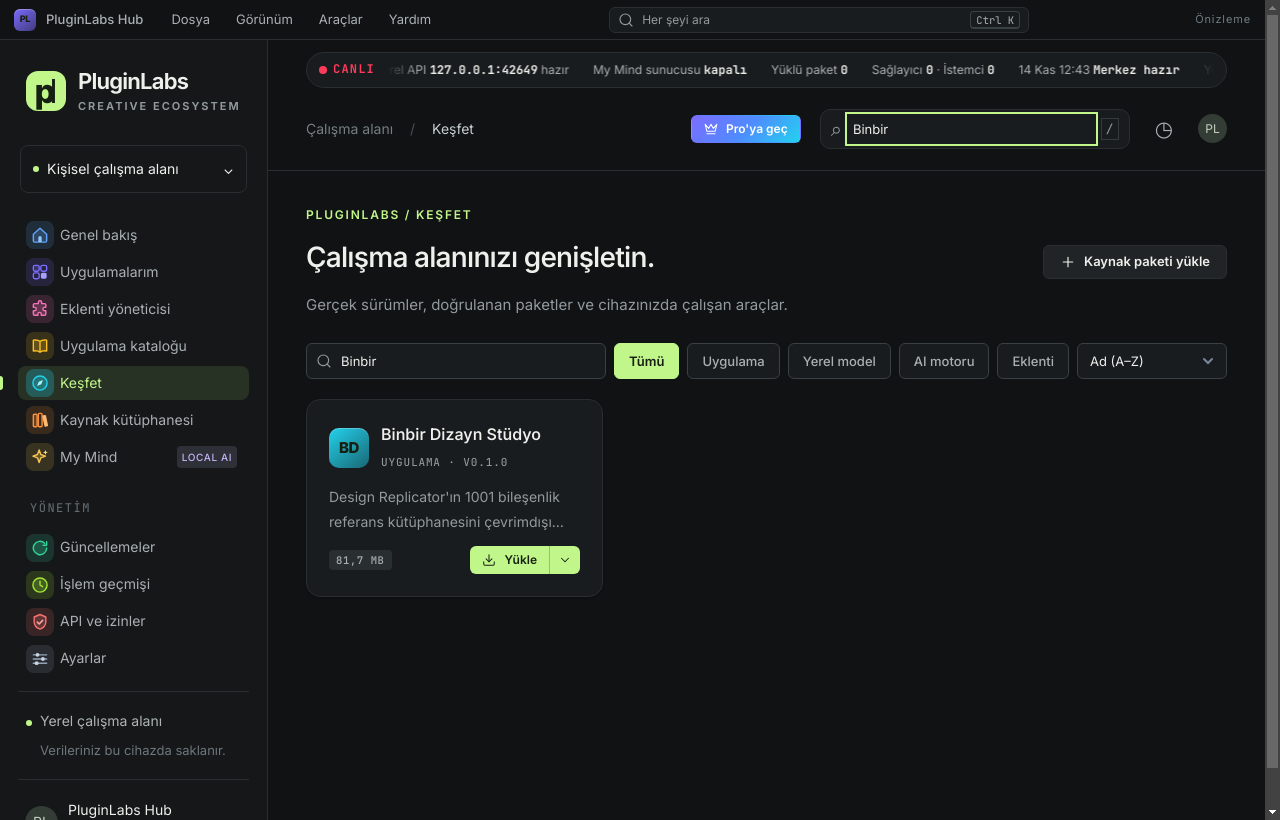 PL PluginLabs Hub Dosya Görünüm Araçlar Yardım Her şeyi ara Ctrl K Önizleme
PluginLabs
CREATIVE ECOSYSTEM
Kişisel çalışma alanı
Genel bakış
Uygulamalarım
Eklenti yöneticisi
Uygulama kataloğu
Keşfet
Kaynak kütüphanesi
My Mind LOCAL AI
YÖNETİM
Güncellemeler
İşlem geçmişi
API ve izinler
Ayarlar
Yerel çalışma alanı
Verileriniz bu cihazda saklanır.
PluginLabs Hub
CANLI API 127.0.0.1:42649 hazır My Mind sunucusu kapalı Yüklü paket 0 Sağlayıcı 0 · İstemci 0 14 Kas 12:43 Merkez hazır
Çalışma alanı / Keşfet Pro'ya geç Binbir / PL
PLUGINLABS / KEŞFET
Çalışma alanınızı genişletin.
Kaynak paketi yükle
Gerçek sürümler, doğrulanan paketler ve cihazınızda çalışan araçlar.
Binbir Tümü Uygulama Yerel model AI motoru Eklenti Ad (A–Z)
BD Binbir Dizayn Stüdyo
UYGULAMA · V0.1.0
Design Replicator'ın 1001 bileşenlik
referans kütüphanesini çevrimdışı...
81,7 MB Yükle